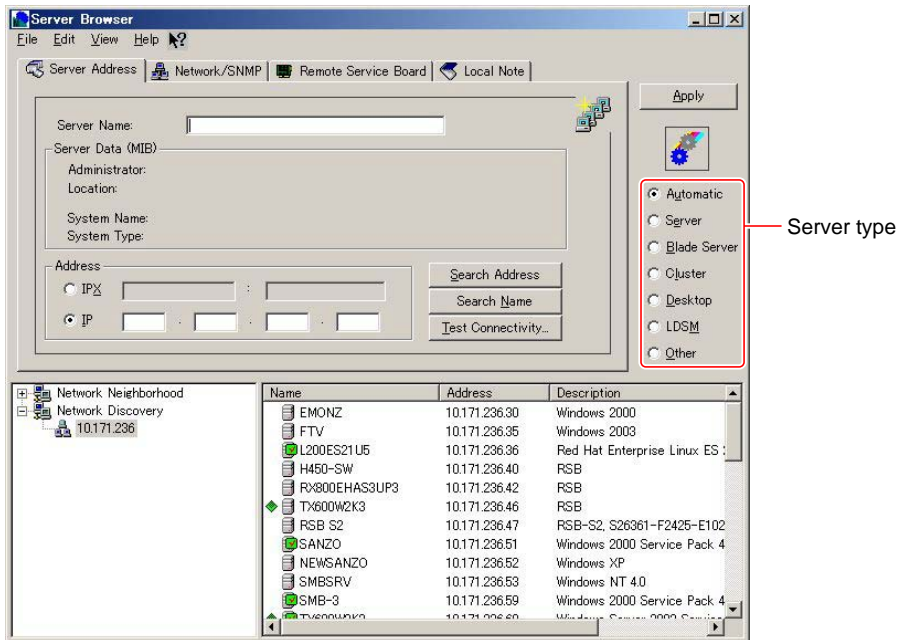 Server Browser
File Edit View Help
Server Address Network/SNMP Remote Service Board Local Note
Apply
Server Name:
Server Data (MIB)
Administrator:
Location:
System Name:
System Type:
Address
IPX :
IP . . .
Search Address
Search Name
Test Connectivity...
Automatic
Server
Blade Server
Cluster
Desktop
LDSM
Other
Server type
Network Neighborhood
Network Discovery
10.171.236
Name Address Description
EMONZ 10.171.236.30 Windows 2000
FTV 10.171.236.35 Windows 2003
L200ES21U5 10.171.236.36 Red Hat Enterprise Linux ES
H450-SW 10.171.236.40 RSB
RX800EHAS3UP3 10.171.236.42 RSB
TX600W2K3 10.171.236.46 RSB
RSB S2 10.171.236.47 RSB-S2, S26361-F2425-E102
SANZO 10.171.236.51 Windows 2000 Service Pack 4
NEWSANZO 10.171.236.52 Windows XP
SMBSRV 10.171.236.53 Windows NT 4.0
SMB-3 10.171.236.59 Windows 2000 Service Pack 4